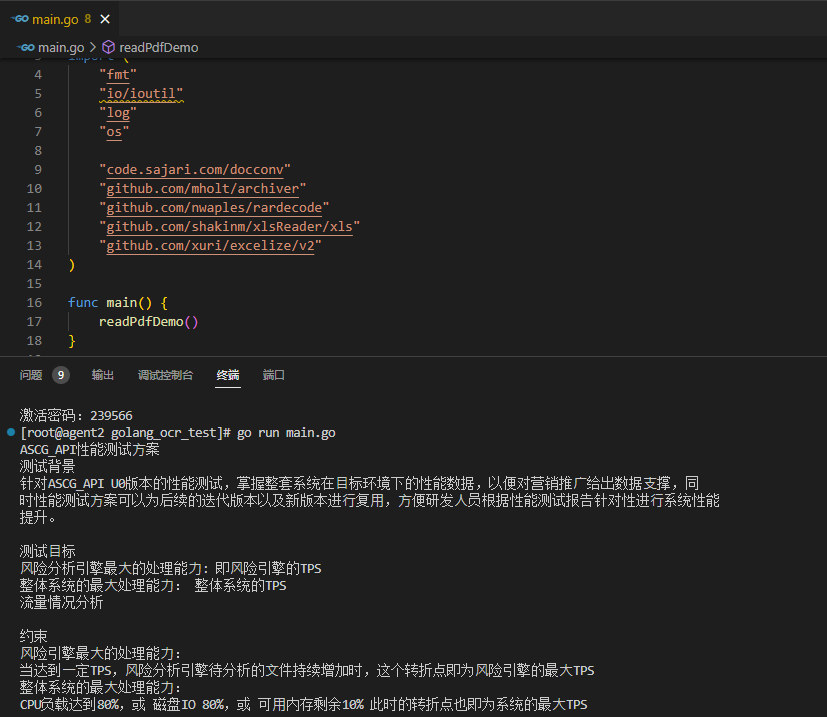 main.go 8
main.go > readPdfDemo
3 import (
4 "fmt"
5 "io/ioutil"
6 "log"
7 "os"
8
9 "code.sajari.com/docconv"
10 "github.com/mholt/archiver"
11 "github.com/nwaples/rardecode"
12 "github.com/shakinm/xlsReader/xls"
13 "github.com/xuri/excelize/v2"
14 )
15
16 func main() {
17 readPdfDemo()
18 }
问题 9 输出 调试控制台 终端 端口
激活密码: 239566
[root@agent2 golang_ocr_test]# go run main.go
ASCG_API性能测试方案
测试背景
针对ASCG_API U0版本的性能测试，掌握整套系统在目标环境下的性能数据，以便对营销推广给出数据支撑，同
时性能测试方案可以为后续的迭代版本以及新版本进行复用，方便研发人员根据性能测试报告针对性进行系统性能
提升。
测试目标
风险分析引擎最大的处理能力: 即风险引擎的TPS
整体系统的最大处理能力: 整体系统的TPS
流量情况分析
约束
风险引擎最大的处理能力:
当达到一定TPS，风险分析引擎待分析的文件持续增加时，这个转折点即为风险引擎的最大TPS
整体系统的最大处理能力:
CPU负载达到80%，或 磁盘IO 80%，或 可用内存剩余10% 此时的转折点也即为系统的最大TPS